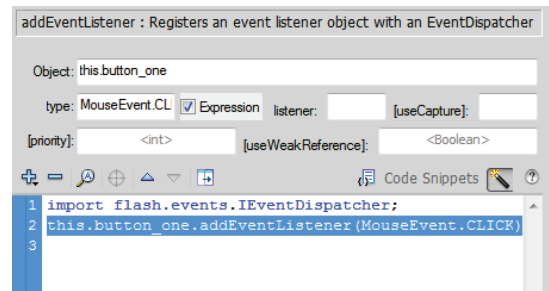 addEventListener : Registers an event listener object with an EventDispatcher
Object: this.button_one
type: MouseEvent.CL Expression listener: [useCapture]:
[priority]: <int> [useWeakReference]: <Boolean>
Code Snippets
1 import flash.events.IEventDispatcher;
2 this.button_one.addEventListener(MouseEvent.CLICK)
3